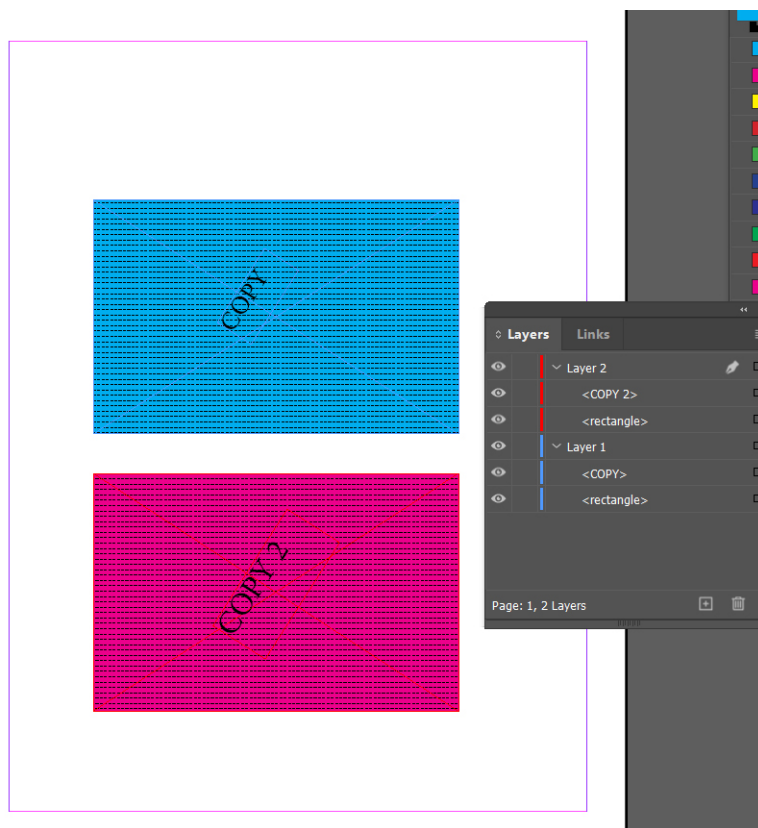 COPY
COPY 2
Layers
Links
Layer 2
<COPY 2>
<rectangle>
Layer 1
<COPY>
<rectangle>
Page: 1, 2 Layers